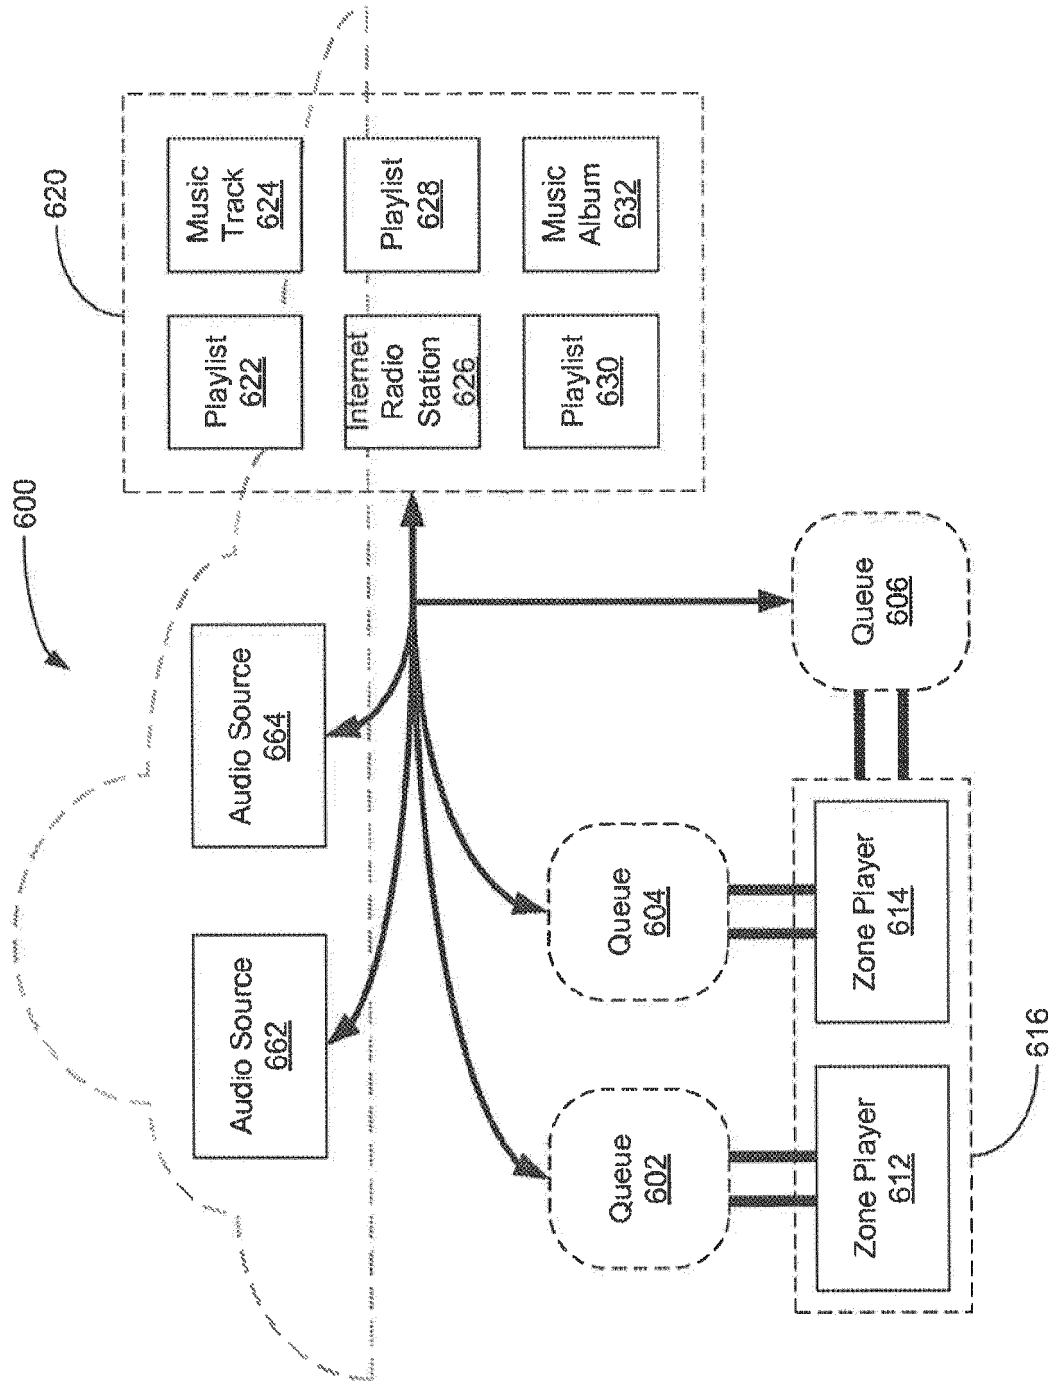 600
620
Audio Source
662
Audio Source
664
Playlist
622
Music
Track
624
Internet
Radio
Station
626
Playlist
628
Playlist
630
Music
Album
632
Queue
602
Queue
604
Queue
606
Zone Player
612
Zone Player
614
616